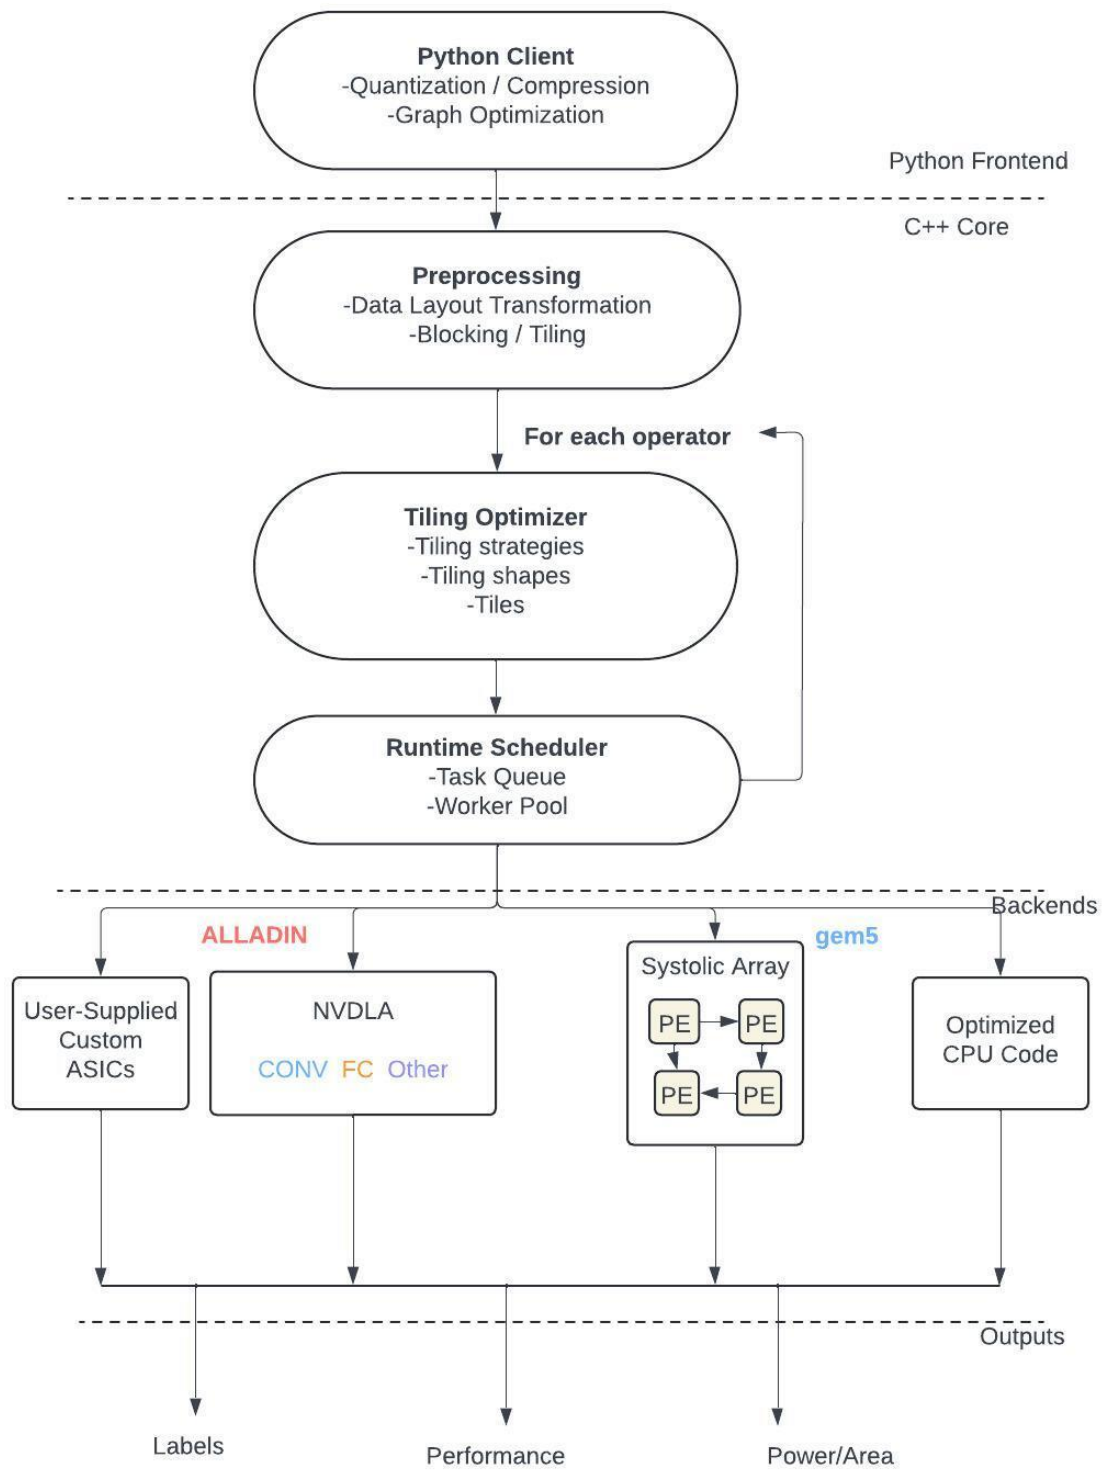 Python Client
-Quantization / Compression
-Graph Optimization
Python Frontend
C++ Core
Preprocessing
-Data Layout Transformation
-Blocking / Tiling
For each operator
Tiling Optimizer
-Tiling strategies
-Tiling shapes
-Tiles
Runtime Scheduler
-Task Queue
-Worker Pool
Backends
ALLADIN
gem5
User-Supplied
Custom
ASICs
NVDLA
CONV FC Other
Systolic Array
PE PE
PE PE
Optimized
CPU Code
Outputs
Labels
Performance
Power/Area